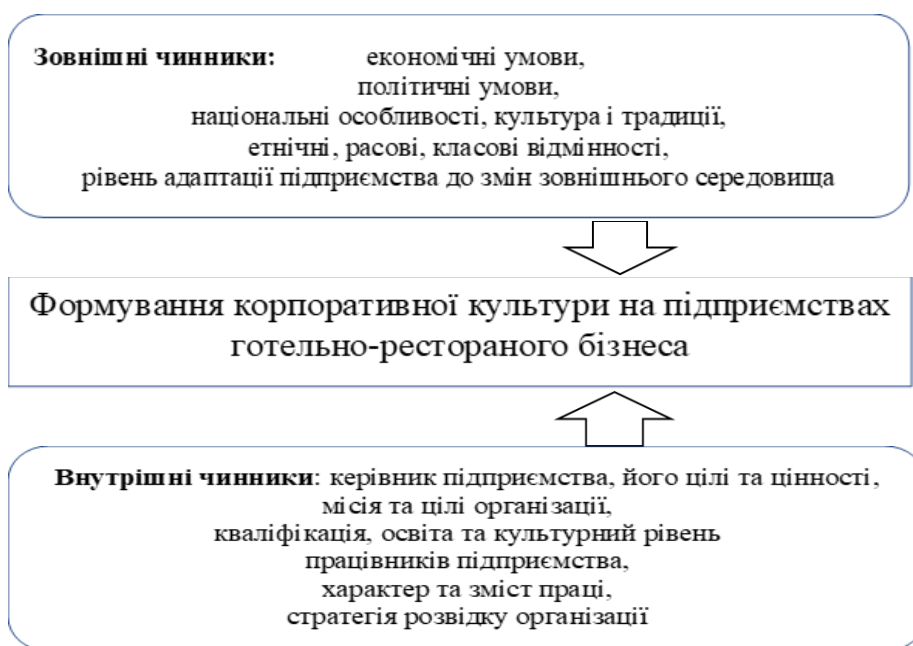 Зовнішні чинники: економічні умови,
політичні умови,
національні особливості, культура і традиції,
етнічні, расові, класові відмінності,
рівень адаптації підприємства до змін зовнішнього середовища
Формування корпоративної культури на підприємствах
готельно-рестораного бізнеса
Внутрішні чинники: керівник підприємства, його цілі та цінності,
місія та цілі організації,
кваліфікація, освіта та культурний рівень
працівників підприємства,
характер та зміст праці,
стратегія розвідку організації